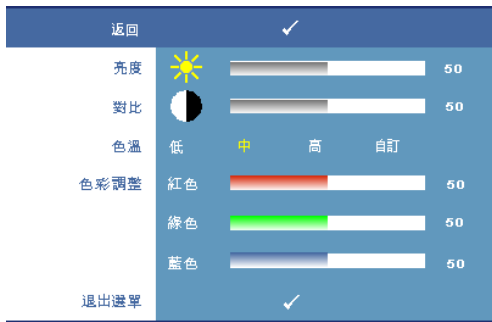 返回
亮度 50
對比 50
色溫 低 中 高 自訂
色彩調整 紅色 50
綠色 50
藍色 50
退出選單